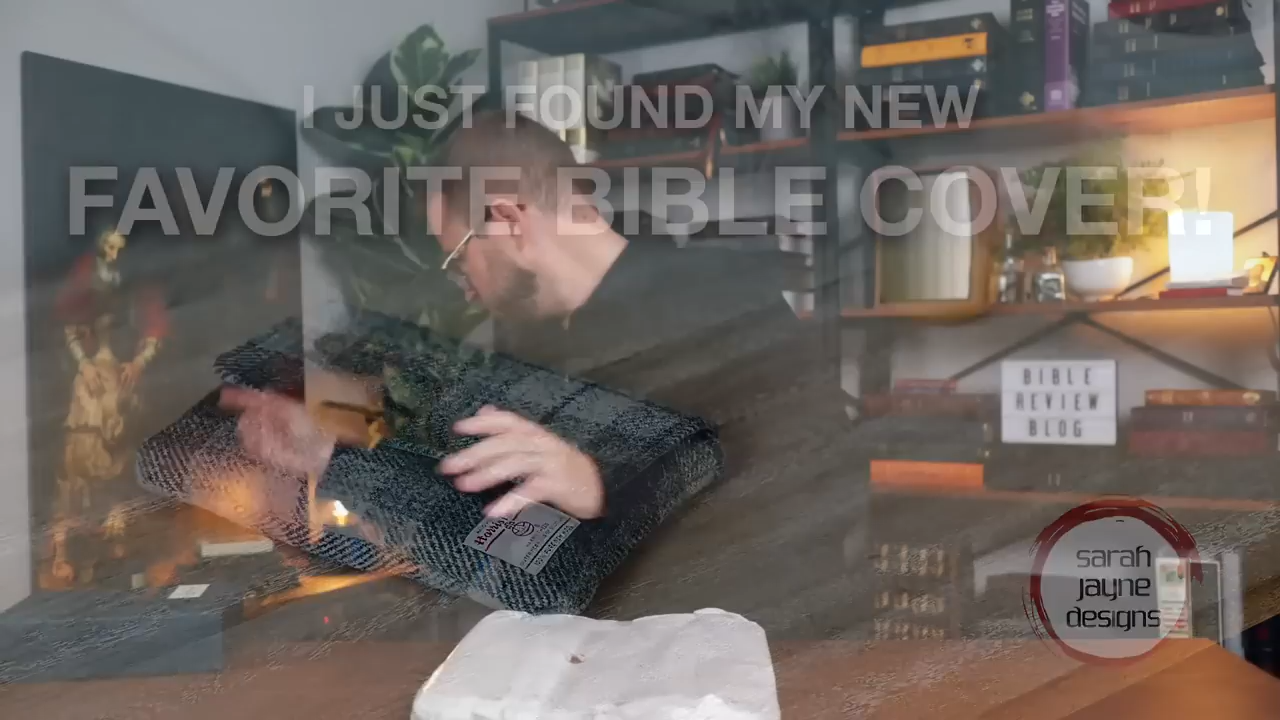 I JUST FOUND MY NEW
FAVORITE BIBLE COVER!
BIBLE
REVIEW
BLOG
sarah
jayne
designs